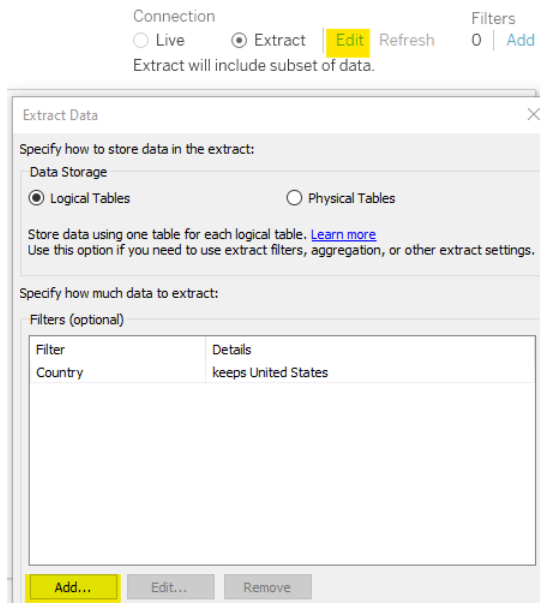 Connection
Filters
Live Extract Edit Refresh
0 Add
Extract will include subset of data.
Extract Data
Specify how to store data in the extract:
Data Storage
Logical Tables Physical Tables
Store data using one table for each logical table. Learn more
Use this option if you need to use extract filters, aggregation, or other extract settings.
Specify how much data to extract:
Filters (optional)
Filter Details
Country keeps United States
Add... Edit... Remove